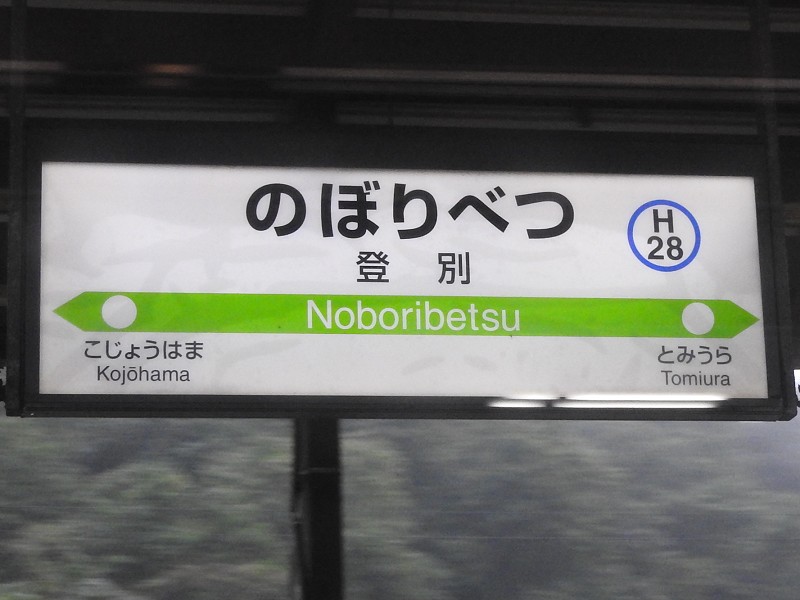 のぼりべつ
H
28
登 別
Noboribetsu
こじょうはま
Kojōhama
とみうら
Tomiura